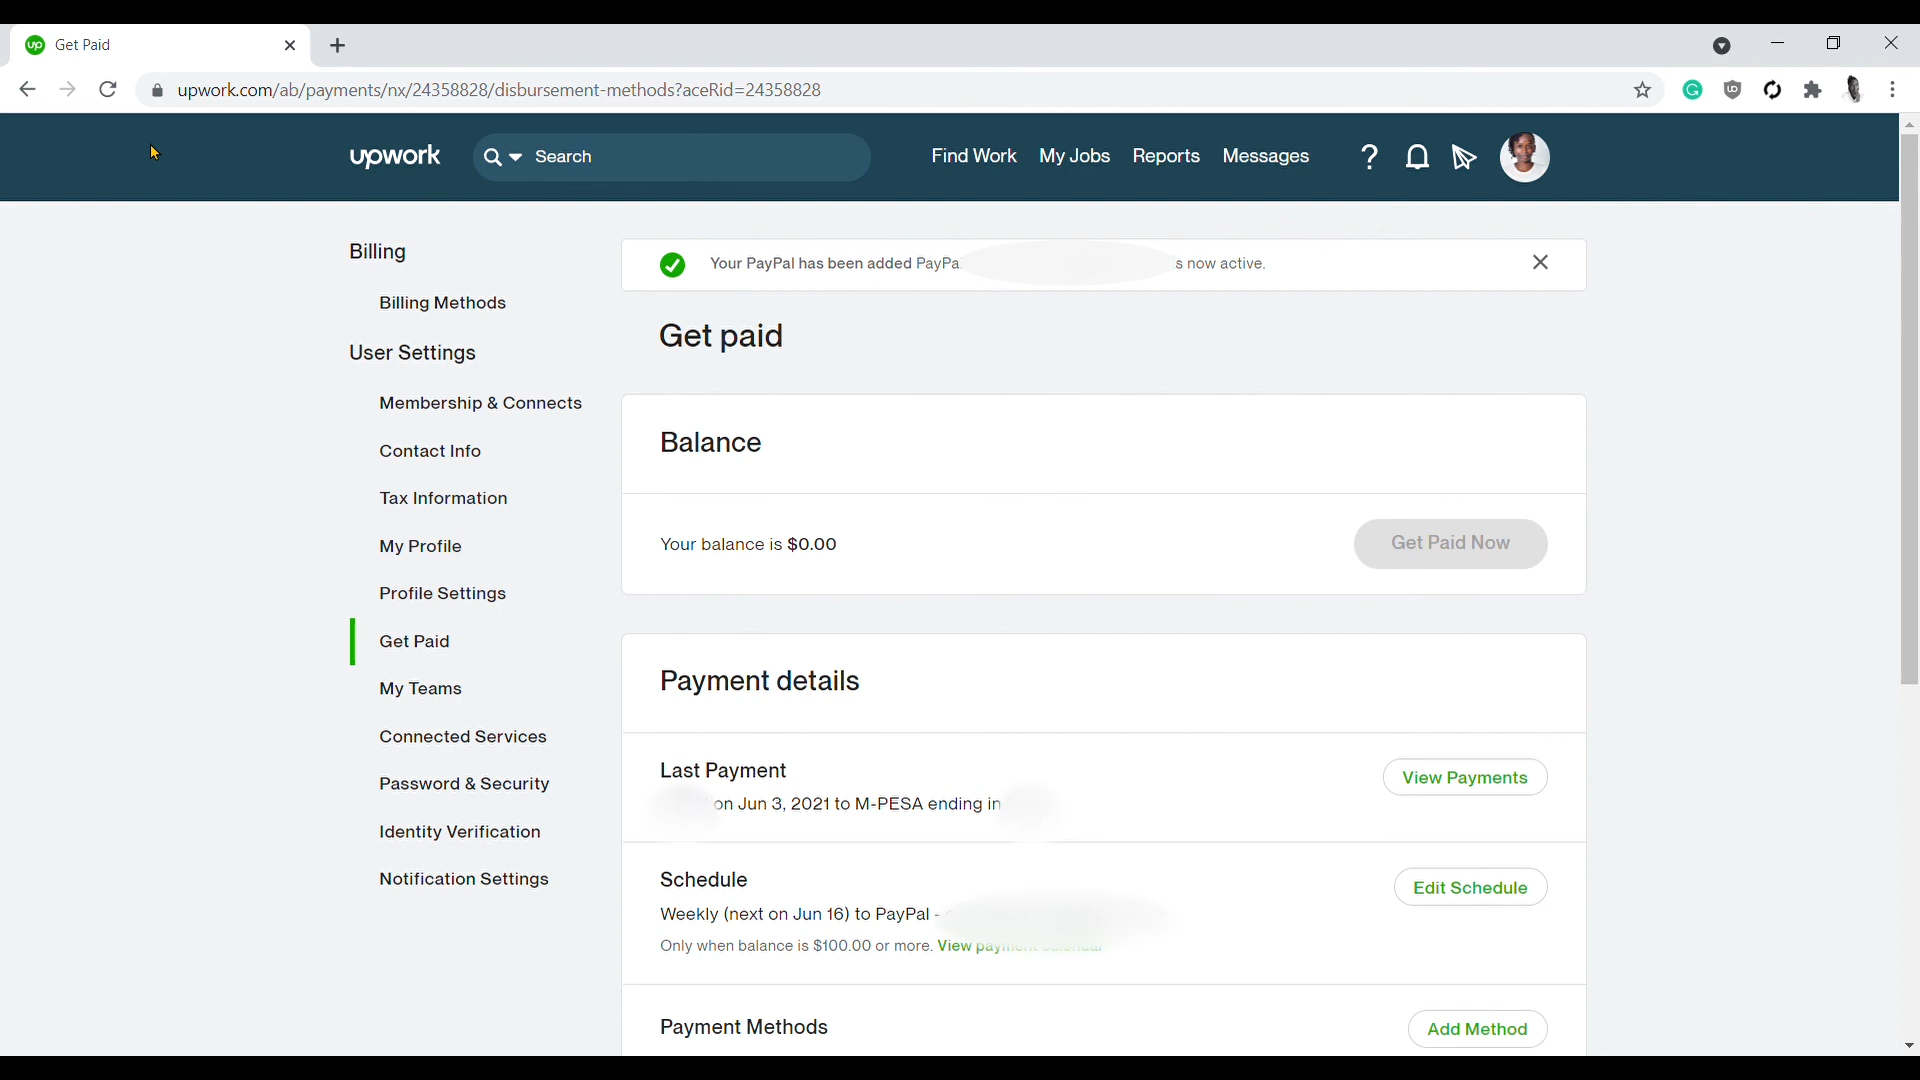 Get Paid
upwork.com/ab/payments/nx/24358828/disbursement-methods?aceRid=24358828
upwork
Search
Find Work
My Jobs
Reports
Messages
Billing
Billing Methods
User Settings
Membership & Connects
Contact Info
Tax Information
My Profile
Profile Settings
Get Paid
My Teams
Connected Services
Password & Security
Identity Verification
Notification Settings
Your PayPal has been added PayPa s now active.
Get paid
Balance
Your balance is $0.00
Get Paid Now
Payment details
Last Payment
on Jun 3, 2021 to M-PESA ending in
View Payments
Schedule
Weekly (next on Jun 16) to PayPal -
Only when balance is $100.00 or more. View payment calendar
Edit Schedule
Payment Methods
Add Method